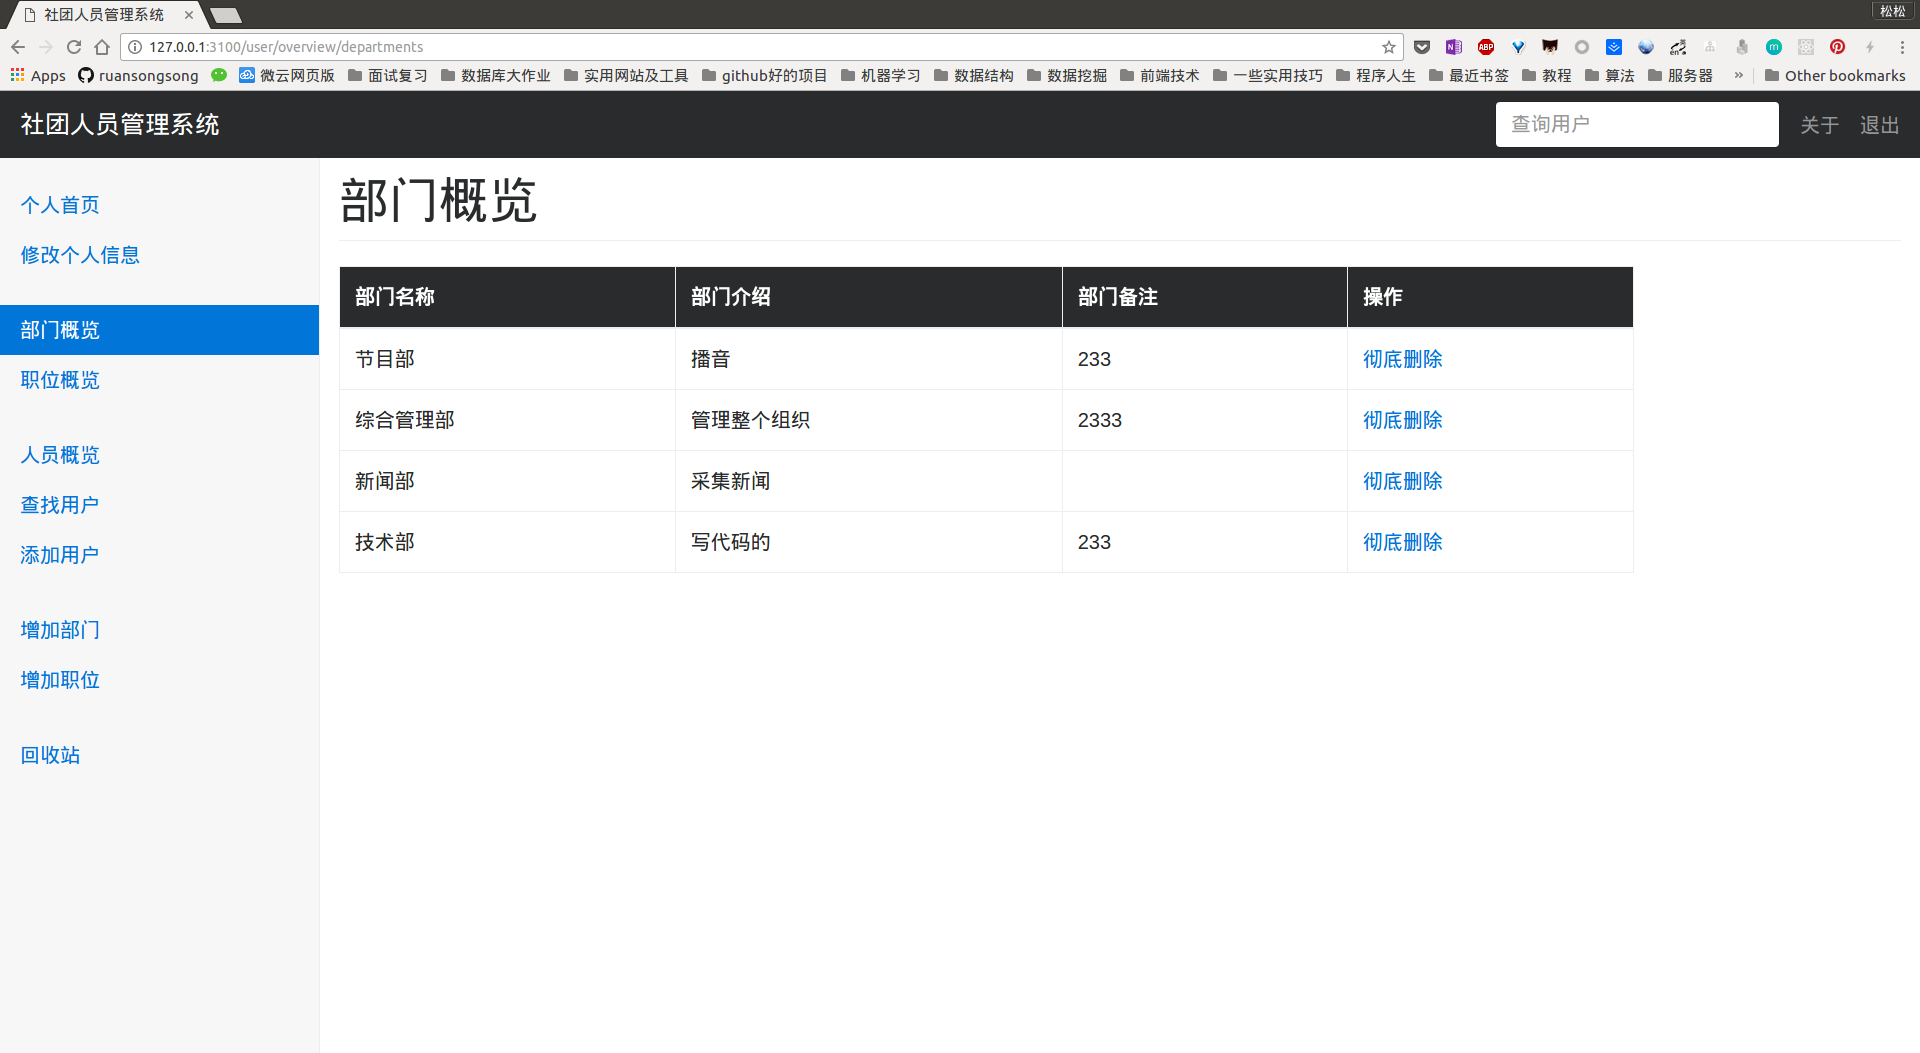 社团人员管理系统
松松
127.0.0.1:3100/user/overview/departments
Apps ruansongsong 微云网页版 面试复习 数据库大作业 实用网站及工具 github好的项目 机器学习 数据结构 数据挖掘 前端技术 一些实用技巧 程序人生 最近书签 教程 算法 服务器 » Other bookmarks
社团人员管理系统 查询用户 关于 退出
个人首页
修改个人信息
部门概览
职位概览
人员概览
查找用户
添加用户
增加部门
增加职位
回收站
部门概览
部门名称 部门介绍 部门备注 操作
节目部 播音 233 彻底删除
综合管理部 管理整个组织 2333 彻底删除
新闻部 采集新闻 彻底删除
技术部 写代码的 233 彻底删除